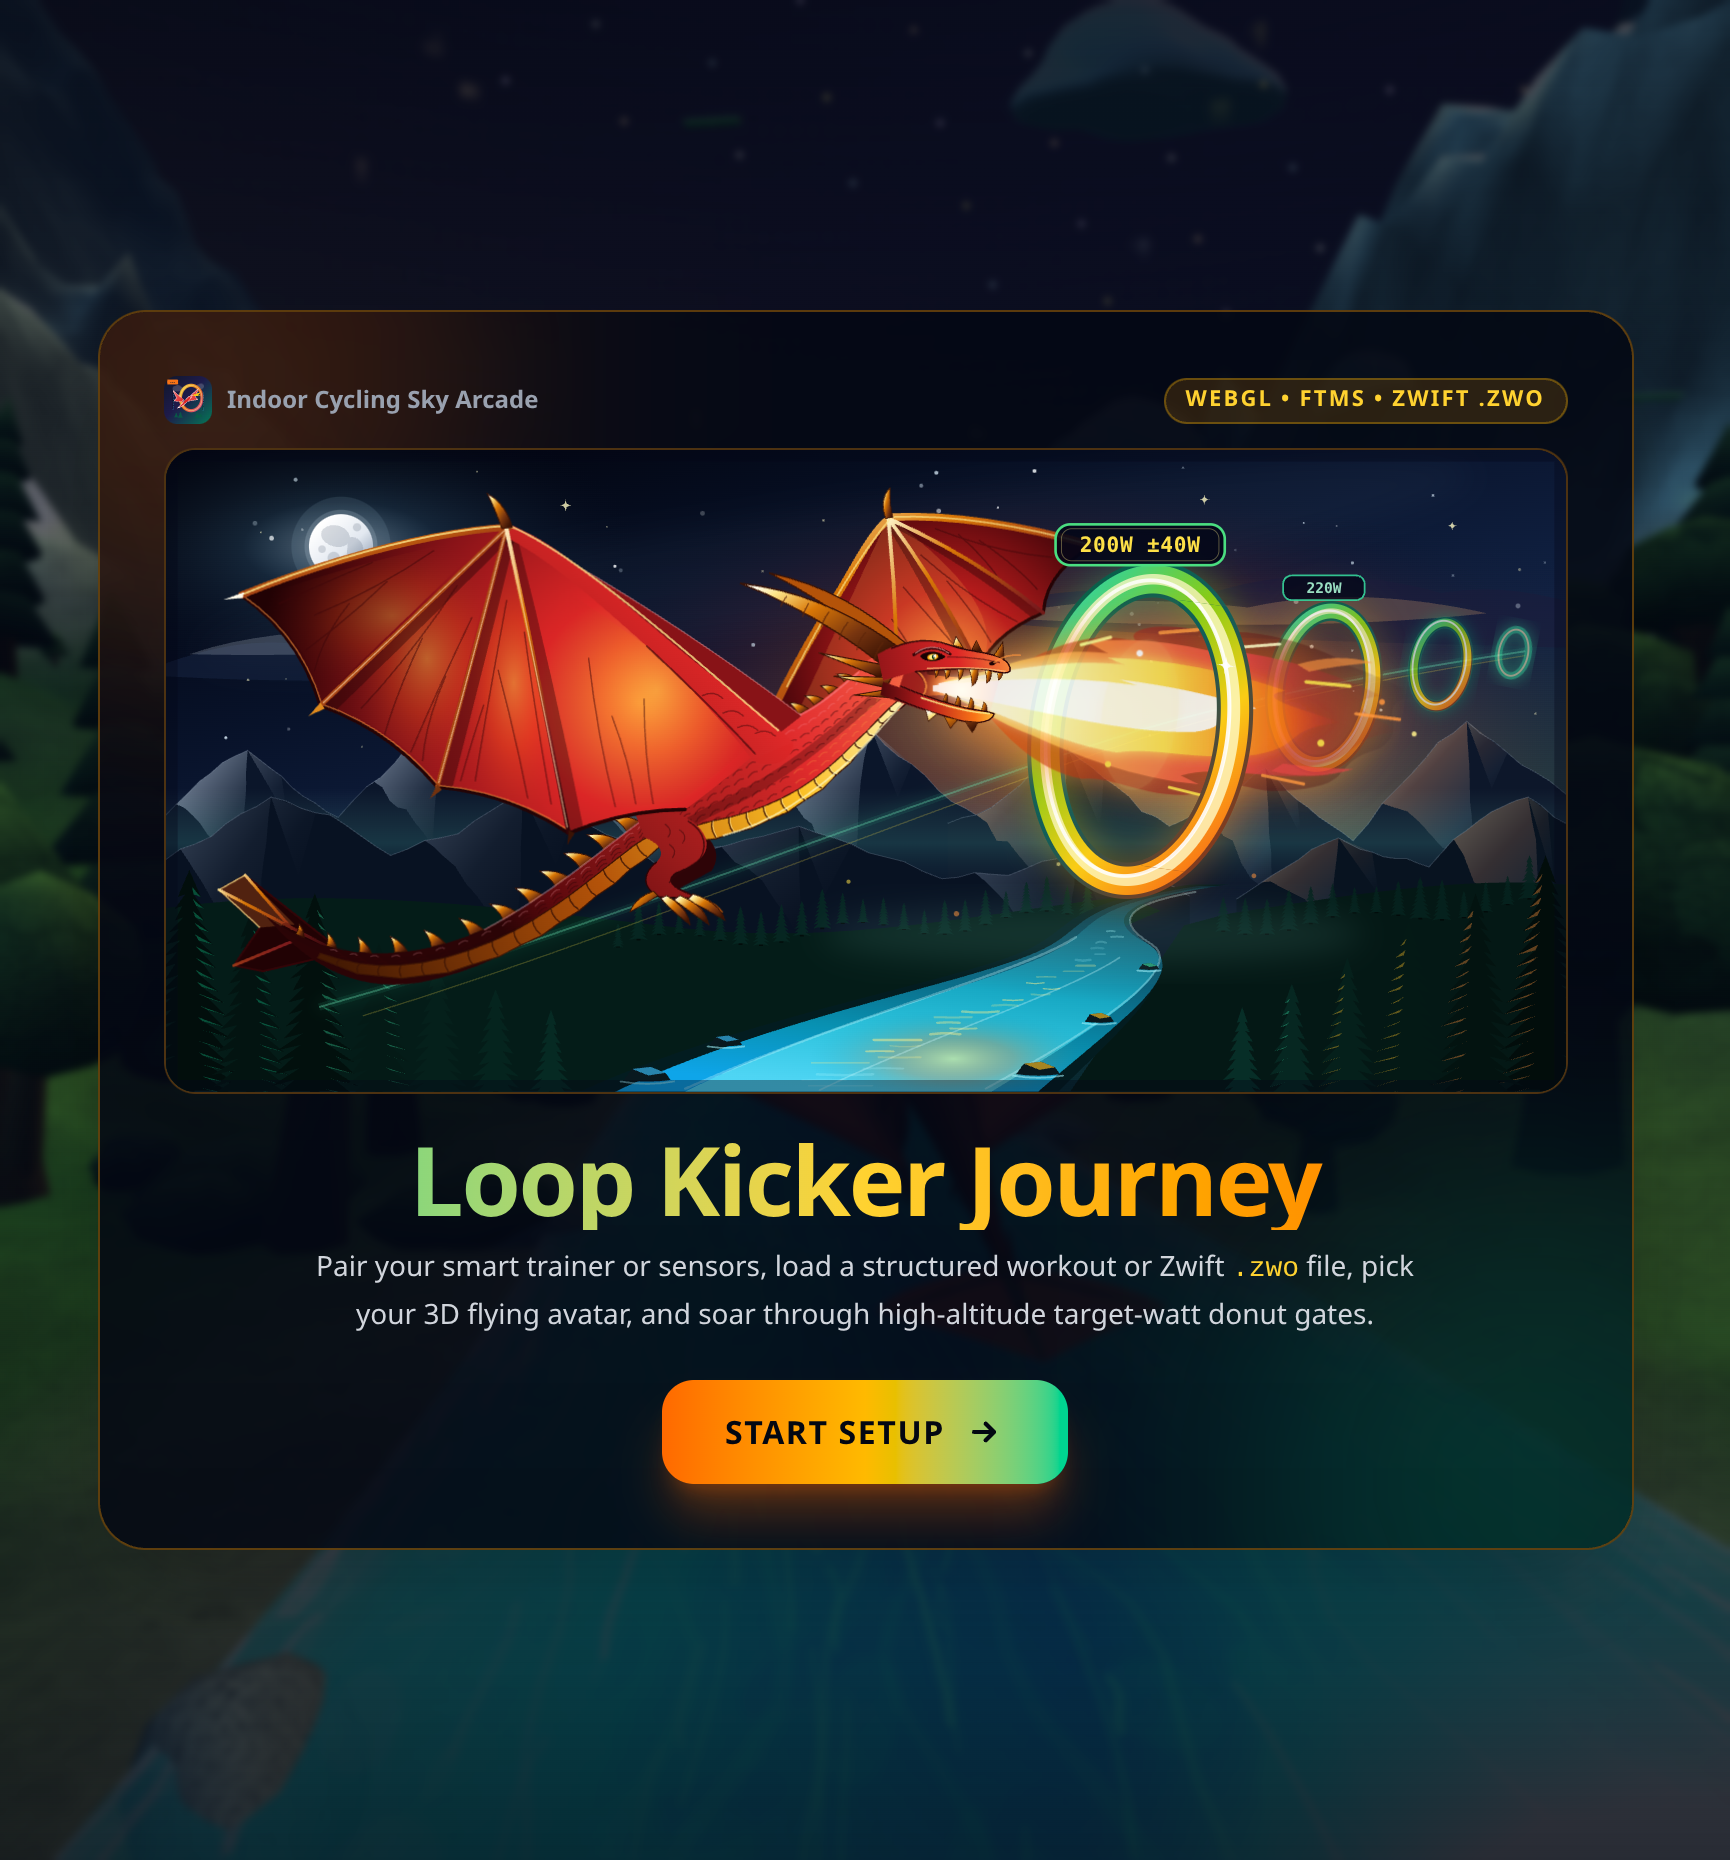 Indoor Cycling Sky Arcade
WEBGL • FTMS • ZWIFT .ZWO
200W ±40W
220W
Loop Kicker Journey
Pair your smart trainer or sensors, load a structured workout or Zwift .zwo file, pick
your 3D flying avatar, and soar through high-altitude target-watt donut gates.
START SETUP →